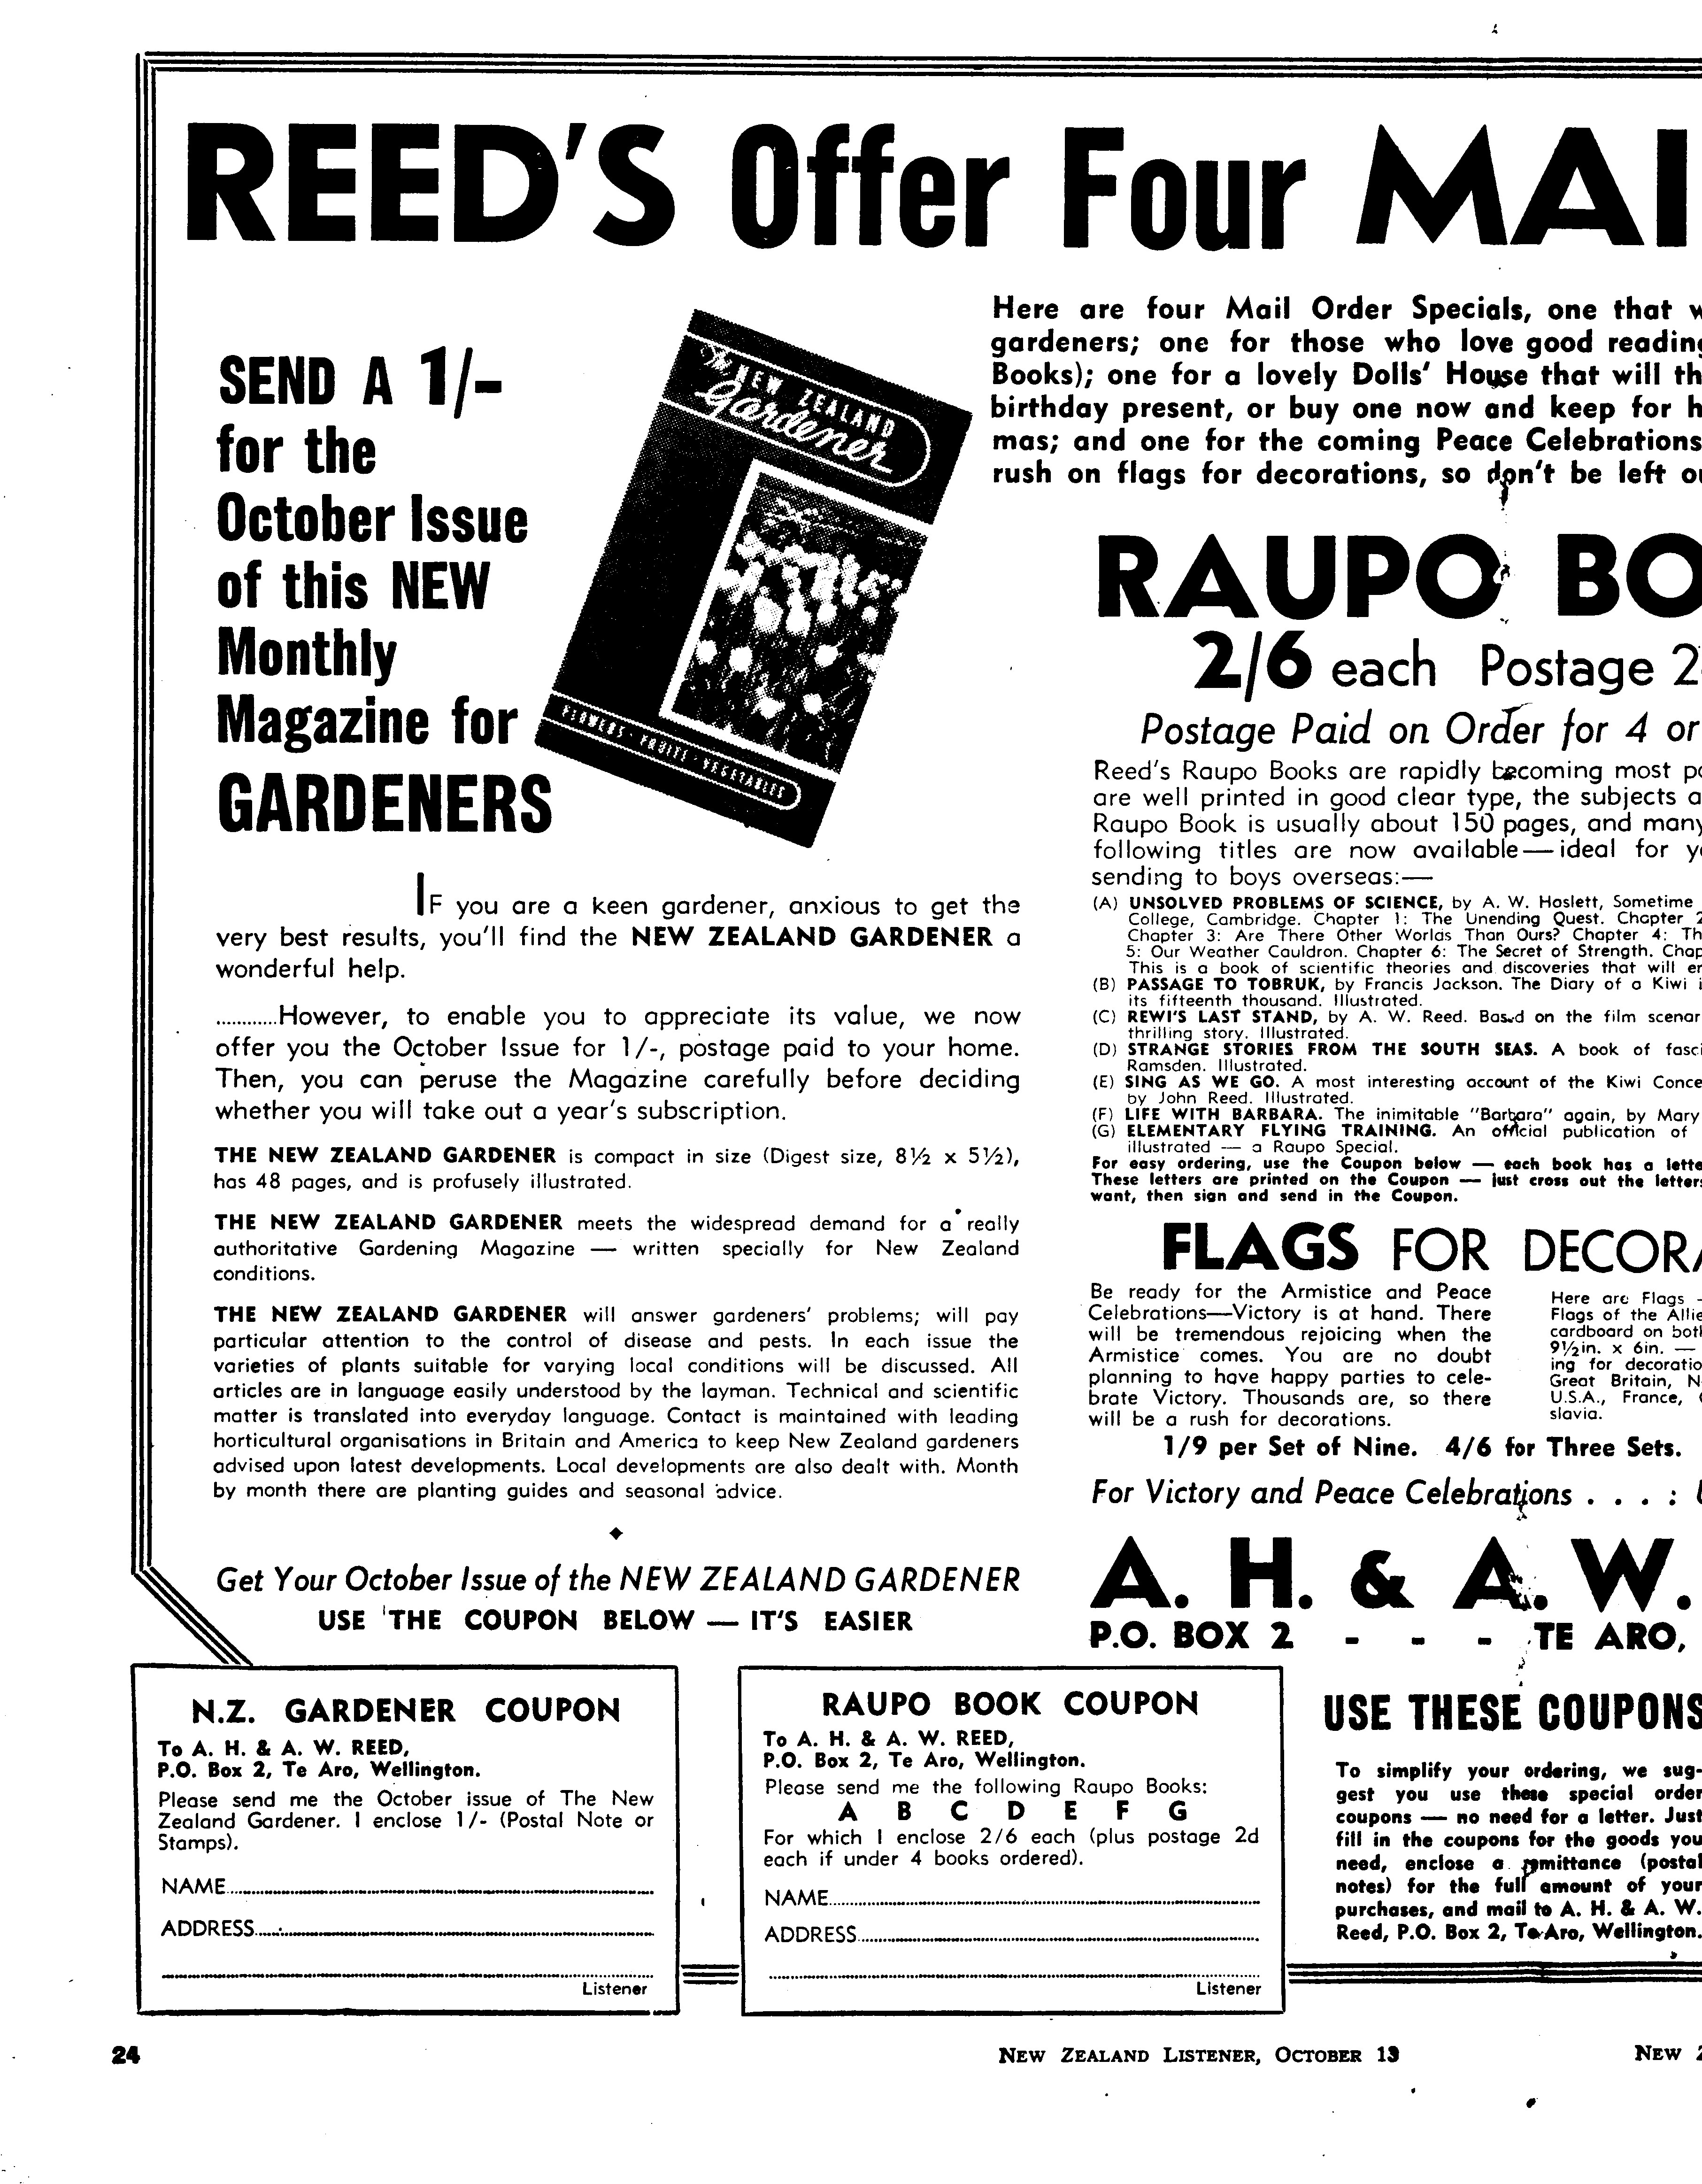 REED'S Offer Four MAI
SEND A 1/-
for the
October Issue
of this NEW
Monthly
Magazine for
GARDENERS
The
NEW ZEALAND
Gardener
FLOWERS · FRUITS · VEGETABLES
IF you are a keen gardener, anxious to get the
very best results, you'll find the NEW ZEALAND GARDENER a
wonderful help.
............However, to enable you to appreciate its value, we now
offer you the October Issue for 1/-, postage paid to your home.
Then, you can peruse the Magazine carefully before deciding
whether you will take out a year's subscription.
THE NEW ZEALAND GARDENER is compact in size (Digest size, 8½ x 5½),
has 48 pages, and is profusely illustrated.
THE NEW ZEALAND GARDENER meets the widespread demand for a really
authoritative Gardening Magazine — written specially for New Zealand
conditions.
THE NEW ZEALAND GARDENER will answer gardeners' problems; will pay
particular attention to the control of disease and pests. In each issue the
varieties of plants suitable for varying local conditions will be discussed. All
articles are in language easily understood by the layman. Technical and scientific
matter is translated into everyday language. Contact is maintained with leading
horticultural organisations in Britain and America to keep New Zealand gardeners
advised upon latest developments. Local developments are also dealt with. Month
by month there are planting guides and seasonal advice.
Get Your October Issue of the NEW ZEALAND GARDENER
USE THE COUPON BELOW — IT'S EASIER
Here are four Mail Order Specials, one that w
gardeners; one for those who love good reading
Books); one for a lovely Dolls' House that will th
birthday present, or buy one now and keep for h
mas; and one for the coming Peace Celebrations
rush on flags for decorations, so don't be left ou
RAUPO BO
2/6 each Postage 2
Postage Paid on Order for 4 or
Reed's Raupo Books are rapidly becoming most po
are well printed in good clear type, the subjects a
Raupo Book is usually about 150 pages, and many
following titles are now available—ideal for yo
sending to boys overseas:—
(A) UNSOLVED PROBLEMS OF SCIENCE, by A. W. Haslett, Sometime
College, Cambridge. Chapter 1: The Unending Quest. Chapter 2
Chapter 3: Are There Other Worlds Than Ours? Chapter 4: Th
5: Our Weather Cauldron. Chapter 6: The Secret of Strength. Chap
This is a book of scientific theories and discoveries that will en
(B) PASSAGE TO TOBRUK, by Francis Jackson. The Diary of a Kiwi i
its fifteenth thousand. Illustrated.
(C) REWI'S LAST STAND, by A. W. Reed. Based on the film scenar
thrilling story. Illustrated.
(D) STRANGE STORIES FROM THE SOUTH SEAS. A book of fasci
Ramsden. Illustrated.
(E) SING AS WE GO. A most interesting account of the Kiwi Conce
by John Reed. Illustrated.
(F) LIFE WITH BARBARA. The inimitable "Barbara" again, by Mary
(G) ELEMENTARY FLYING TRAINING. An official publication of
illustrated — a Raupo Special.
For easy ordering, use the Coupon below — each book has a lette
These letters are printed on the Coupon — just cross out the letters
want, then sign and send in the Coupon.
FLAGS FOR DECORA
Be ready for the Armistice and Peace
Celebrations—Victory is at hand. There
will be tremendous rejoicing when the
Armistice comes. You are no doubt
planning to have happy parties to cele-
brate Victory. Thousands are, so there
will be a rush for decorations.
Here are Flags -
Flags of the Allie
cardboard on both
9½in. x 6in. —
ing for decoratio
Great Britain, N
U.S.A., France, C
slavia.
1/9 per Set of Nine. 4/6 for Three Sets.
For Victory and Peace Celebrations . . . : U
A. H. & A. W.
P.O. BOX 2 - - - TE ARO,
N.Z. GARDENER COUPON
To A. H. & A. W. REED,
P.O. Box 2, Te Aro, Wellington.
Please send me the October issue of The New
Zealand Gardener. I enclose 1/- (Postal Note or
Stamps).
NAME
ADDRESS
Listener
RAUPO BOOK COUPON
To A. H. & A. W. REED,
P.O. Box 2, Te Aro, Wellington.
Please send me the following Raupo Books:
A B C D E F G
For which I enclose 2/6 each (plus postage 2d
each if under 4 books ordered).
NAME
ADDRESS
Listener
USE THESE COUPONS
To simplify your ordering, we sug-
gest you use these special order
coupons — no need for a letter. Just
fill in the coupons for the goods you
need, enclose a remittance (postal
notes) for the full amount of your
purchases, and mail to A. H. & A. W.
Reed, P.O. Box 2, Te Aro, Wellington.
24
NEW ZEALAND LISTENER, OCTOBER 13
NEW Z